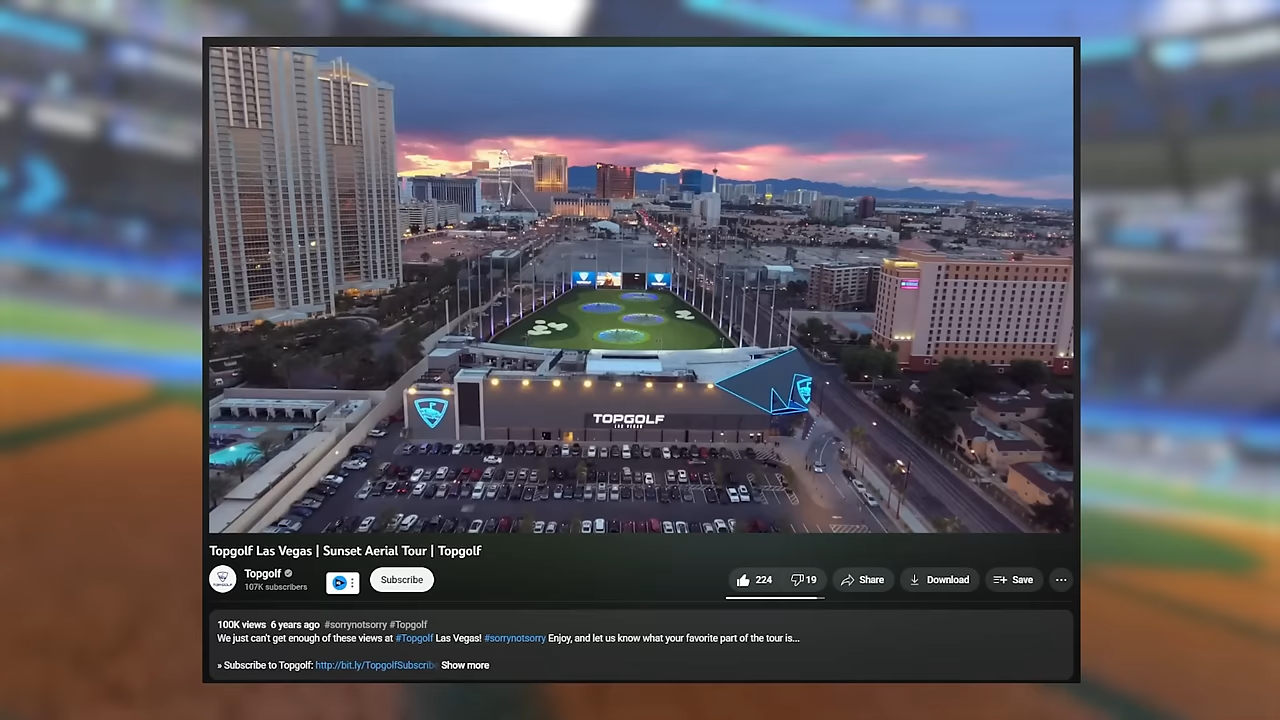 TOPGOLF
LAS VEGAS
Topgolf Las Vegas | Sunset Aerial Tour | Topgolf
Topgolf
107K subscribers
Subscribe
224
19
Share
Download
Save
100K views 6 years ago #sorrynotsorry #Topgolf
We just can't get enough of these views at #Topgolf Las Vegas! #sorrynotsorry Enjoy, and let us know what your favorite part of the tour is...
» Subscribe to Topgolf: http://bit.ly/TopgolfSubscrib Show more